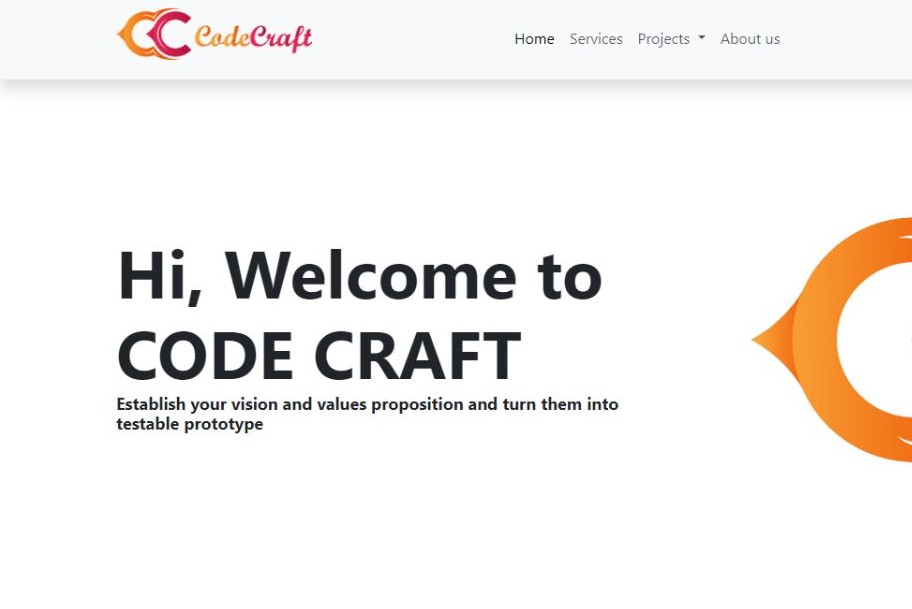 CodeCraft
Home Services Projects About us
Hi, Welcome to
CODE CRAFT
Establish your vision and values proposition and turn them into
testable prototype